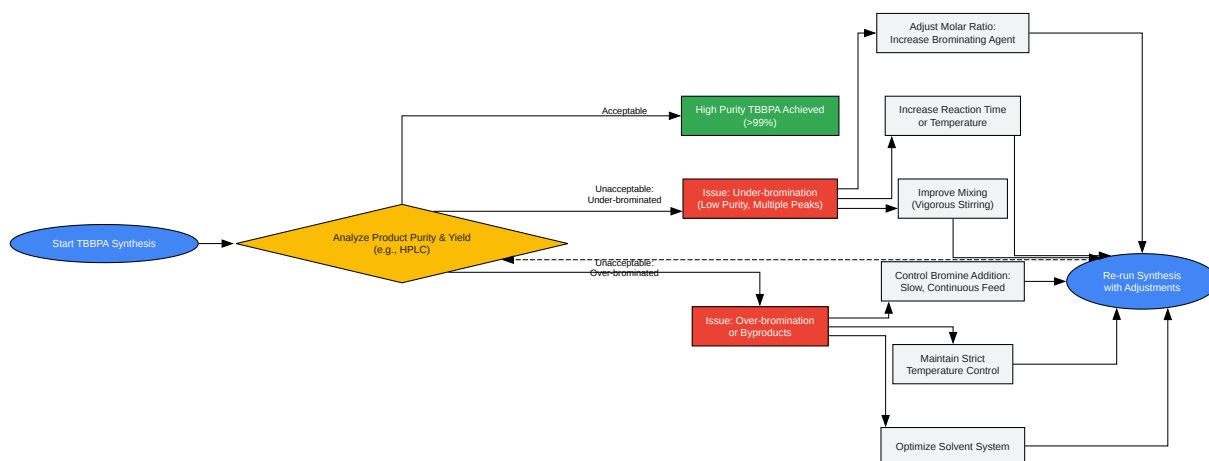 Adjust Molar Ratio:
Increase Brominating Agent
Acceptable
High Purity TBBPA Achieved
(>99%)
Increase Reaction Time
or Temperature
Unacceptable:
Under-brominated
Issue: Under-bromination
(Low Purity, Multiple Peaks)
Improve Mixing
(Vigorous Stirring)
Start TBBPA Synthesis
Analyze Product Purity & Yield
(e.g., HPLC)
Unacceptable:
Over-brominated
Control Bromine Addition:
Slow, Continuous Feed
Re-run Synthesis
with Adjustments
Issue: Over-bromination
or Byproducts
Maintain Strict
Temperature Control
Optimize Solvent System